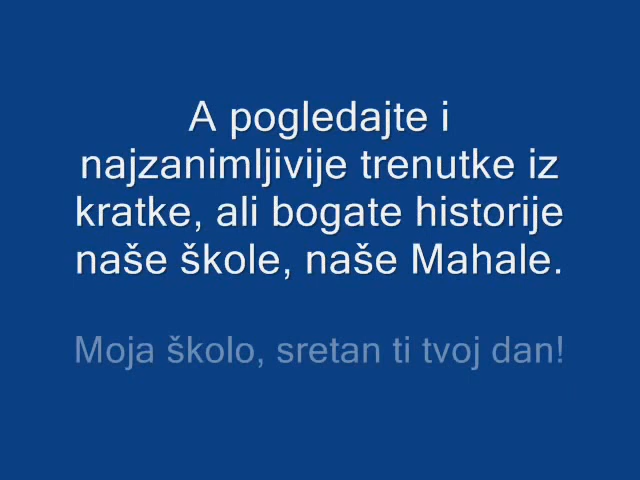 A pogledajte i
najzanimljivije trenutke iz
kratke, ali bogate historije
naše škole, naše Mahale.
Moja školo, sretan ti tvoj dan!